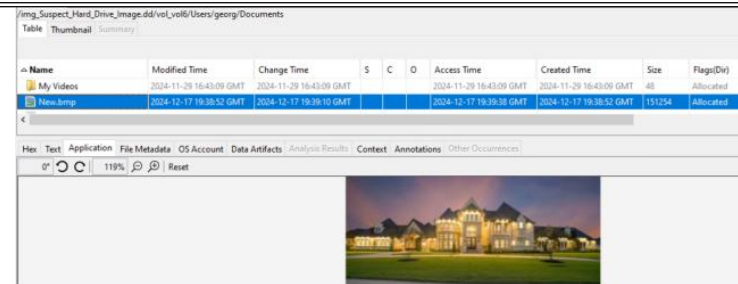 /img_Suspect_Hard_Drive_Image.dd/vol_vol6/Users/georg/Documents
Table Thumbnail Summary
Name Modified Time Change Time S C O Access Time Created Time Size Flags(Dir)
My Videos 2024-11-29 16:43:09 GMT 2024-11-29 16:43:09 GMT 2024-11-29 16:43:09 GMT 2024-11-29 16:43:09 GMT 48 Allocated
New.bmp 2024-12-17 19:38:52 GMT 2024-12-17 19:39:10 GMT 2024-12-17 19:39:38 GMT 2024-12-17 19:38:52 GMT 151254 Allocated
Hex Text Application File Metadata OS Account Data Artifacts Analysis Results Context Annotations Other Occurrences
0° 119% Reset